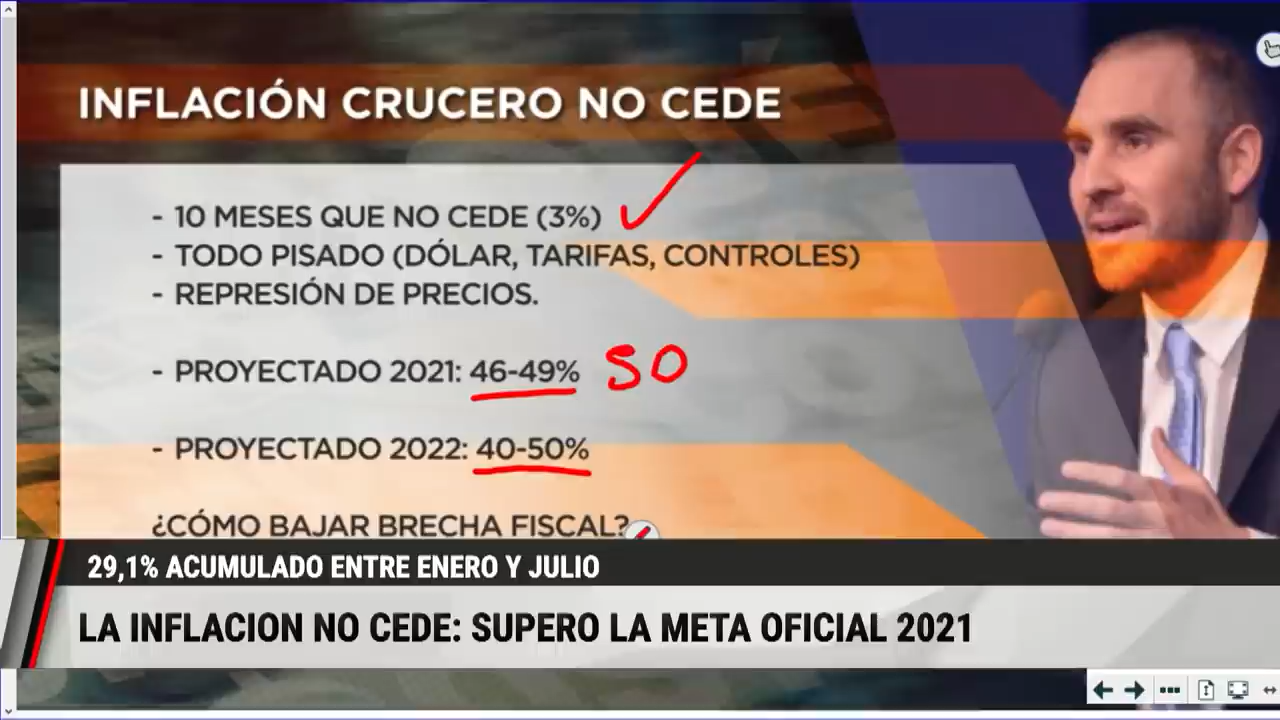 INFLACIÓN CRUCERO NO CEDE
- 10 MESES QUE NO CEDE (3%)
- TODO PISADO (DÓLAR, TARIFAS, CONTROLES)
- REPRESIÓN DE PRECIOS.
- PROYECTADO 2021: 46-49% 50
- PROYECTADO 2022: 40-50%
¿CÓMO BAJAR BRECHA FISCAL?
29,1% ACUMULADO ENTRE ENERO Y JULIO
LA INFLACION NO CEDE: SUPERO LA META OFICIAL 2021